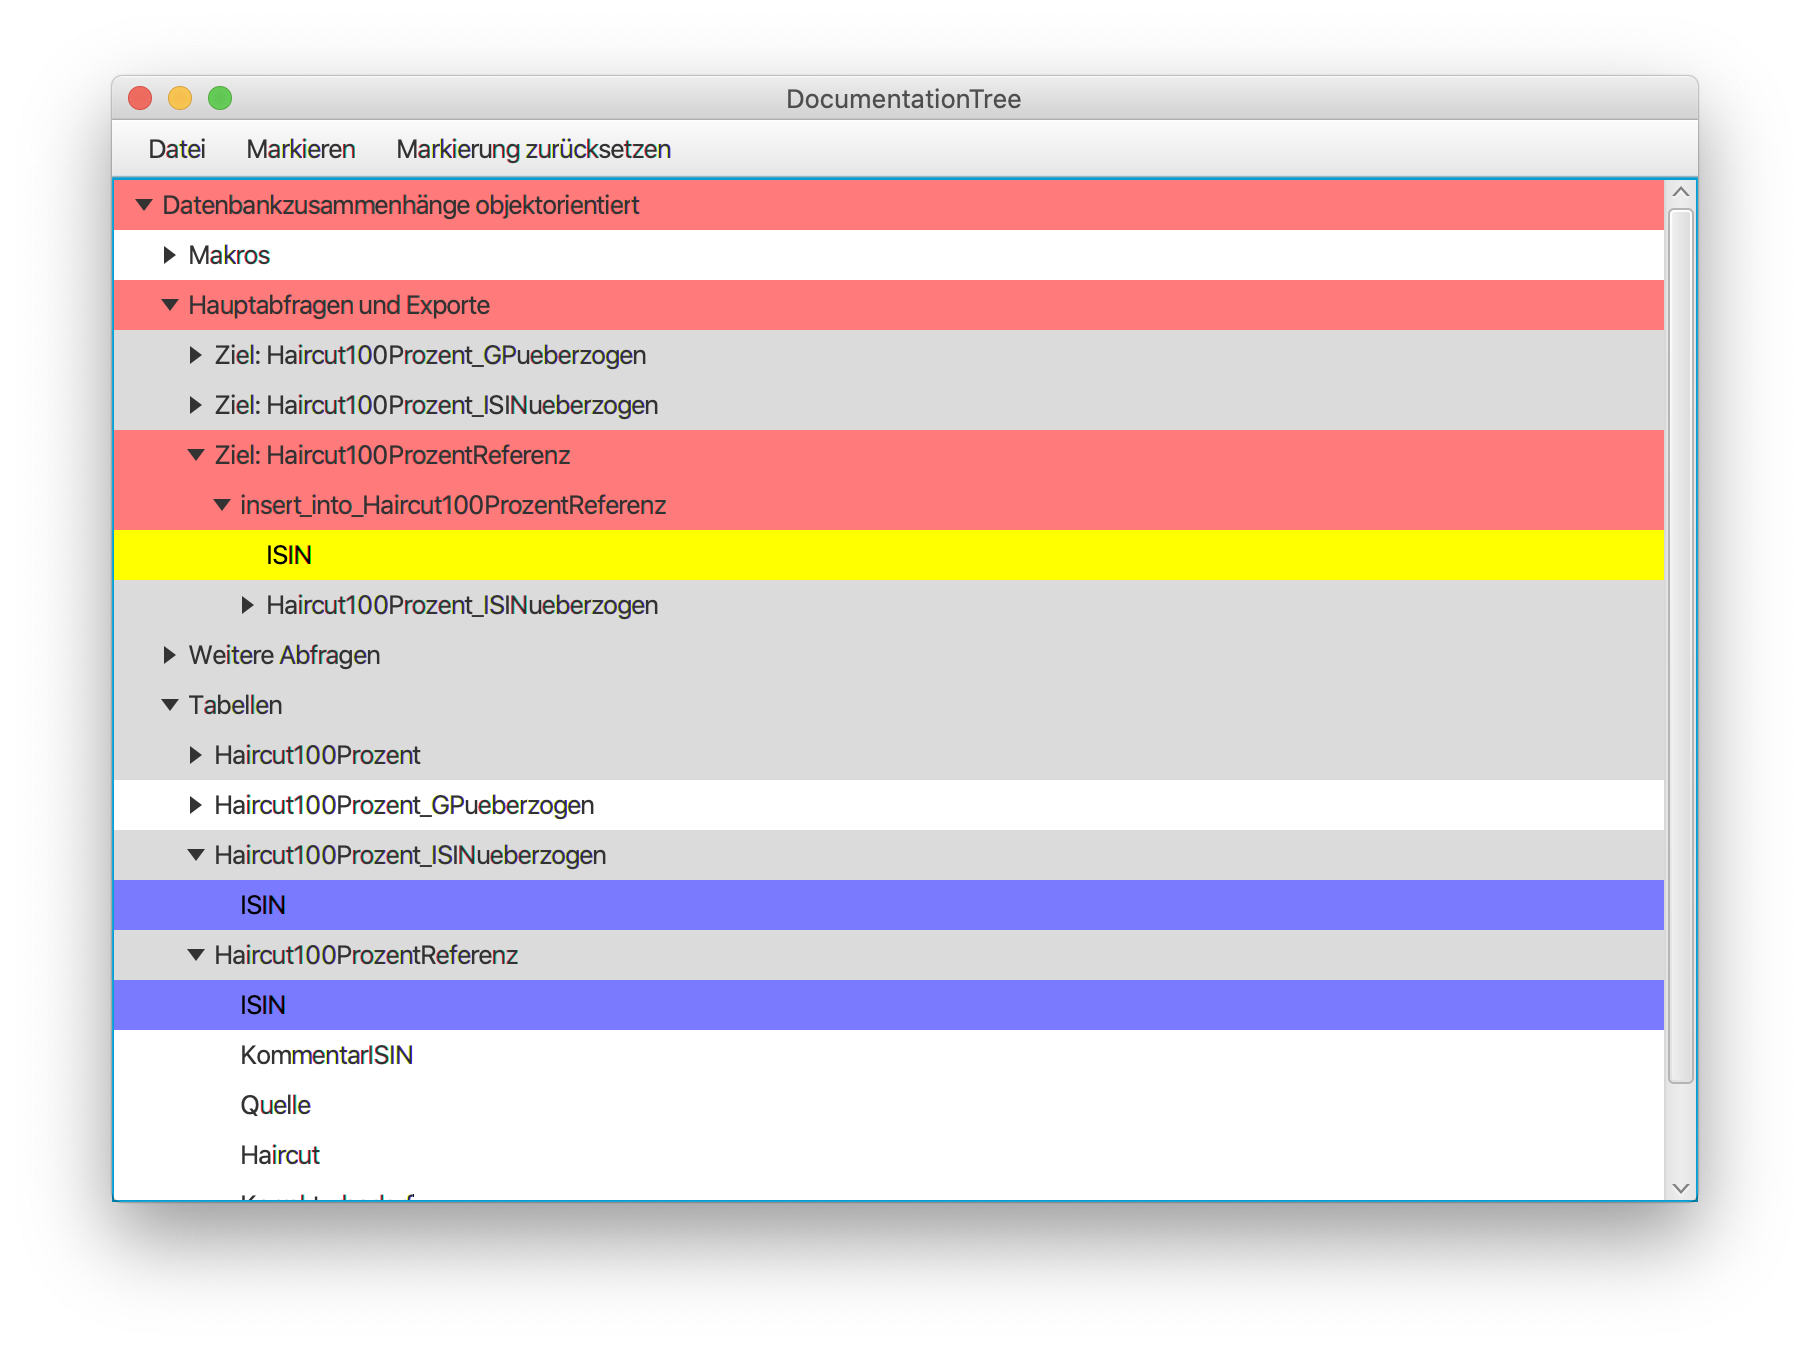 DocumentationTree
Datei Markieren Markierung zurücksetzen
Datenbankzusammenhänge objektorientiert
Makros
Hauptabfragen und Exporte
Ziel: Haircut100Prozent_GPueberzogen
Ziel: Haircut100Prozent_ISINueberzogen
Ziel: Haircut100ProzentReferenz
insert_into_Haircut100ProzentReferenz
ISIN
Haircut100Prozent_ISINueberzogen
Weitere Abfragen
Tabellen
Haircut100Prozent
Haircut100Prozent_GPueberzogen
Haircut100Prozent_ISINueberzogen
ISIN
Haircut100ProzentReferenz
ISIN
KommentarISIN
Quelle
Haircut